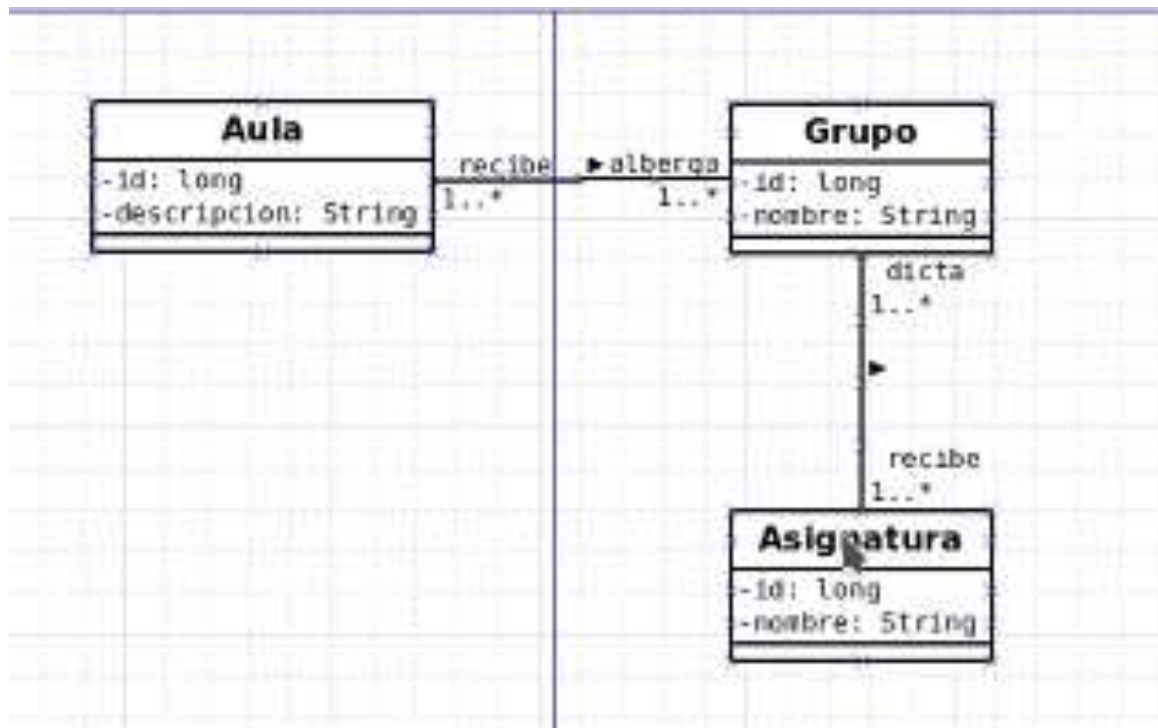 Aula
-id: long
-descripcion: String
recibe
1..*
alberga
1..*
Grupo
-id: long
-nombre: String
dicta
1..*
recibe
1..*
Asignatura
-id: long
-nombre: String